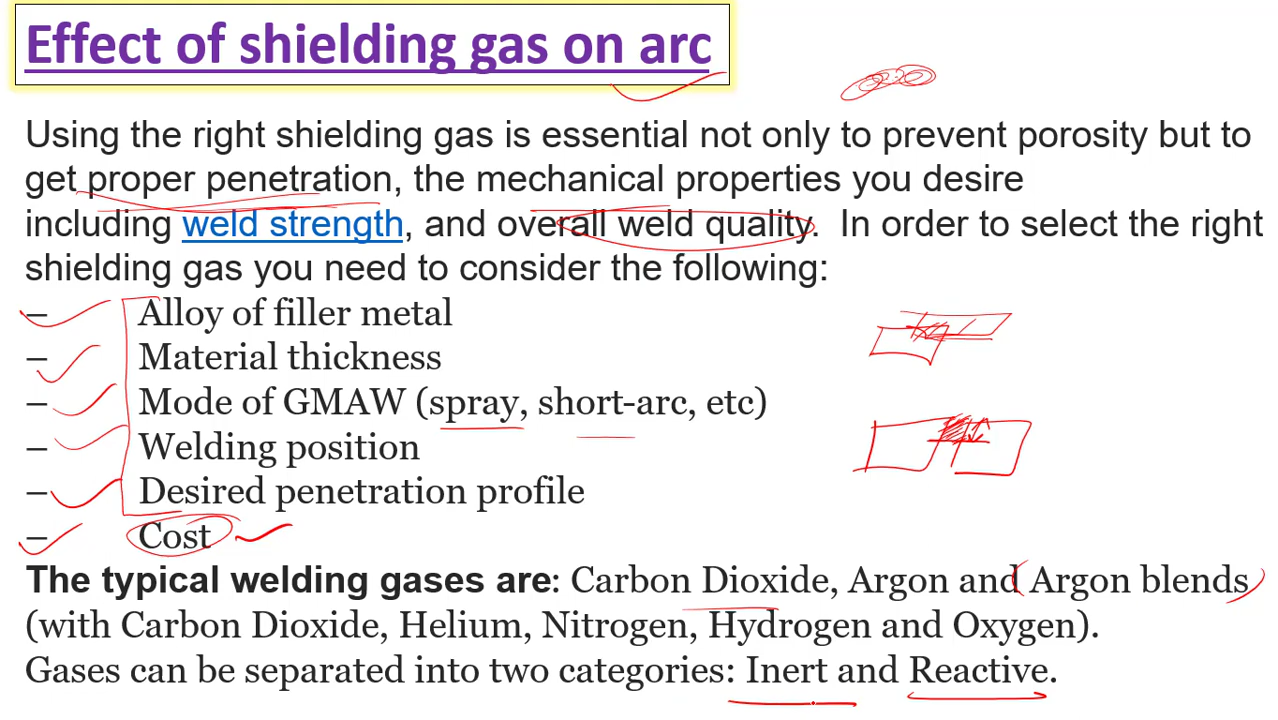 Effect of shielding gas on arc
Using the right shielding gas is essential not only to prevent porosity but to
get proper penetration, the mechanical properties you desire
including weld strength, and overall weld quality. In order to select the right
shielding gas you need to consider the following:
– Alloy of filler metal
– Material thickness
– Mode of GMAW (spray, short-arc, etc)
– Welding position
– Desired penetration profile
– Cost
The typical welding gases are: Carbon Dioxide, Argon and Argon blends
(with Carbon Dioxide, Helium, Nitrogen, Hydrogen and Oxygen).
Gases can be separated into two categories: Inert and Reactive.